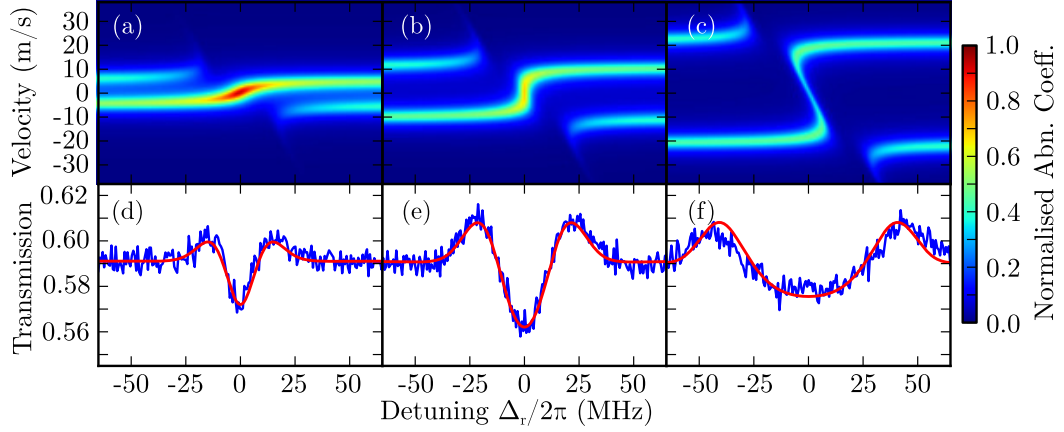 (a) (b) (c)
30
20
10
0
-10
-20
-30
Velocity (m/s)
1.0
0.8
0.6
0.4
0.2
0.0
Normalised Abn. Coeff.
(d) (e) (f)
0.62
0.60
0.58
0.56
Transmission
-50 -25 0 25 50 -50 -25 0 25 50 -50 -25 0 25 50
Detuning Δr/2π (MHz)